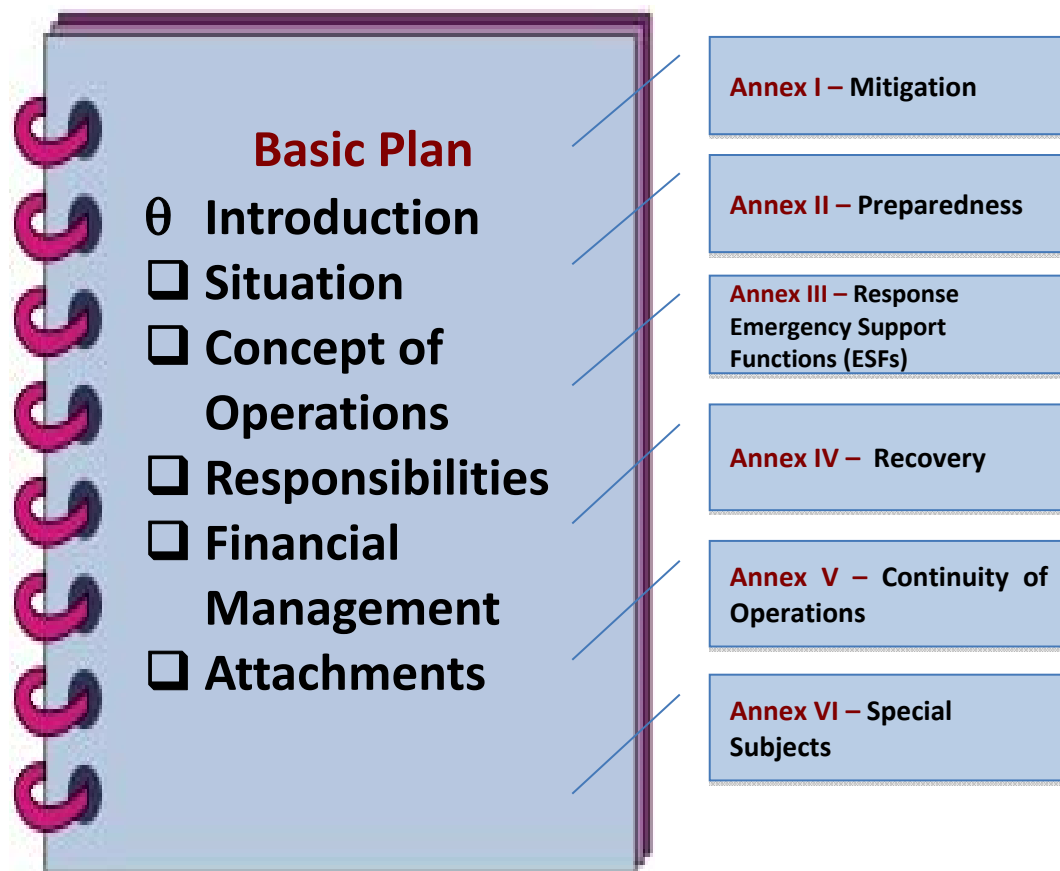 Basic Plan
θ Introduction
❑ Situation
❑ Concept of
Operations
❑ Responsibilities
❑ Financial
Management
❑ Attachments
Annex I – Mitigation
Annex II – Preparedness
Annex III – Response
Emergency Support
Functions (ESFs)
Annex IV – Recovery
Annex V – Continuity of
Operations
Annex VI – Special
Subjects